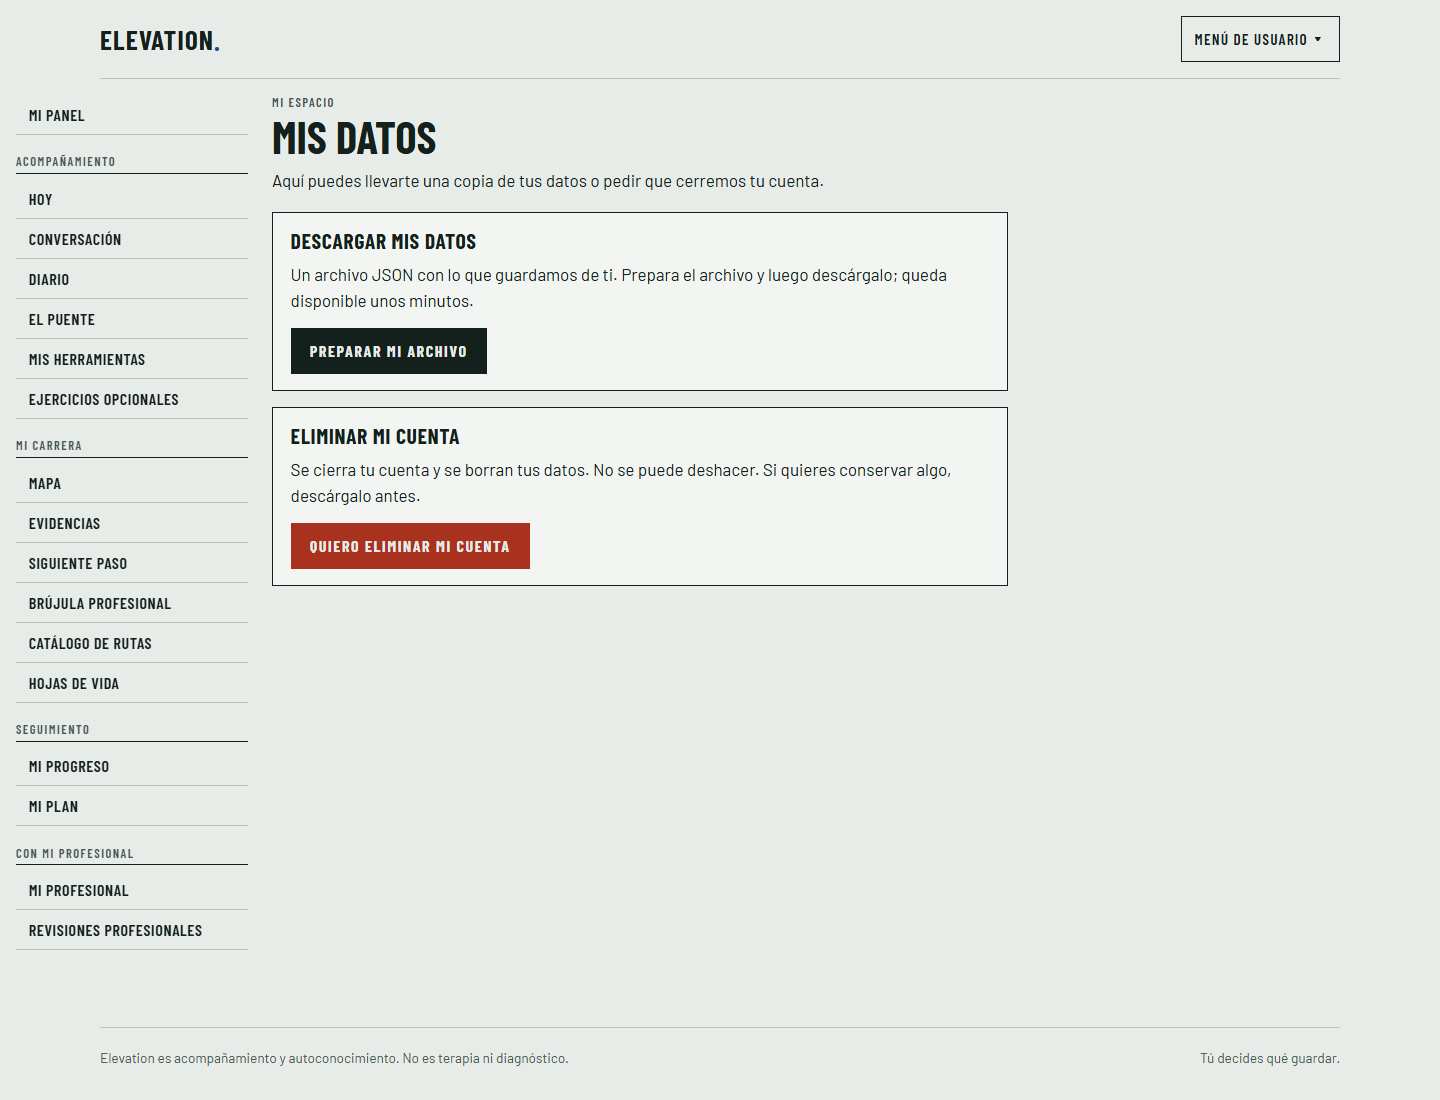 ELEVATION.
MENÚ DE USUARIO
MI PANEL
ACOMPAÑAMIENTO
HOY
CONVERSACIÓN
DIARIO
EL PUENTE
MIS HERRAMIENTAS
EJERCICIOS OPCIONALES
MI CARRERA
MAPA
EVIDENCIAS
SIGUIENTE PASO
BRÚJULA PROFESIONAL
CATÁLOGO DE RUTAS
HOJAS DE VIDA
SEGUIMIENTO
MI PROGRESO
MI PLAN
CON MI PROFESIONAL
MI PROFESIONAL
REVISIONES PROFESIONALES
MI ESPACIO
MIS DATOS
Aquí puedes llevarte una copia de tus datos o pedir que cerremos tu cuenta.
DESCARGAR MIS DATOS
Un archivo JSON con lo que guardamos de ti. Prepara el archivo y luego descárgalo; queda
disponible unos minutos.
PREPARAR MI ARCHIVO
ELIMINAR MI CUENTA
Se cierra tu cuenta y se borran tus datos. No se puede deshacer. Si quieres conservar algo,
descárgalo antes.
QUIERO ELIMINAR MI CUENTA
Elevation es acompañamiento y autoconocimiento. No es terapia ni diagnóstico.
Tú decides qué guardar.